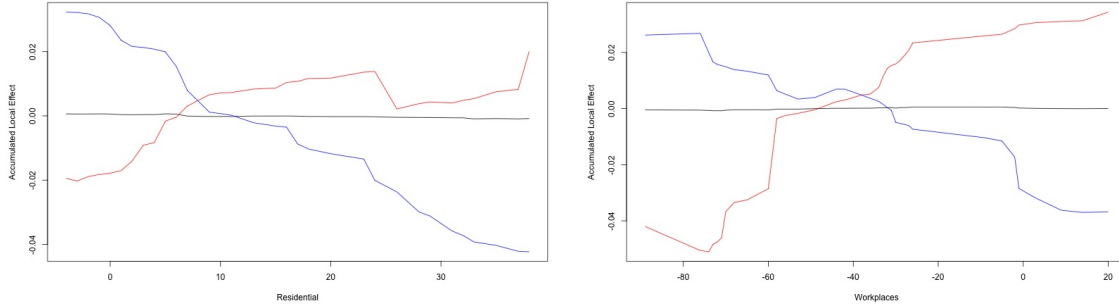 Accumulated Local Effect
0.02
0.00
-0.02
-0.04
0 10 20 30
Residential
Accumulated Local Effect
0.02
0.00
-0.02
-0.04
-80 -60 -40 -20 0 20
Workplaces